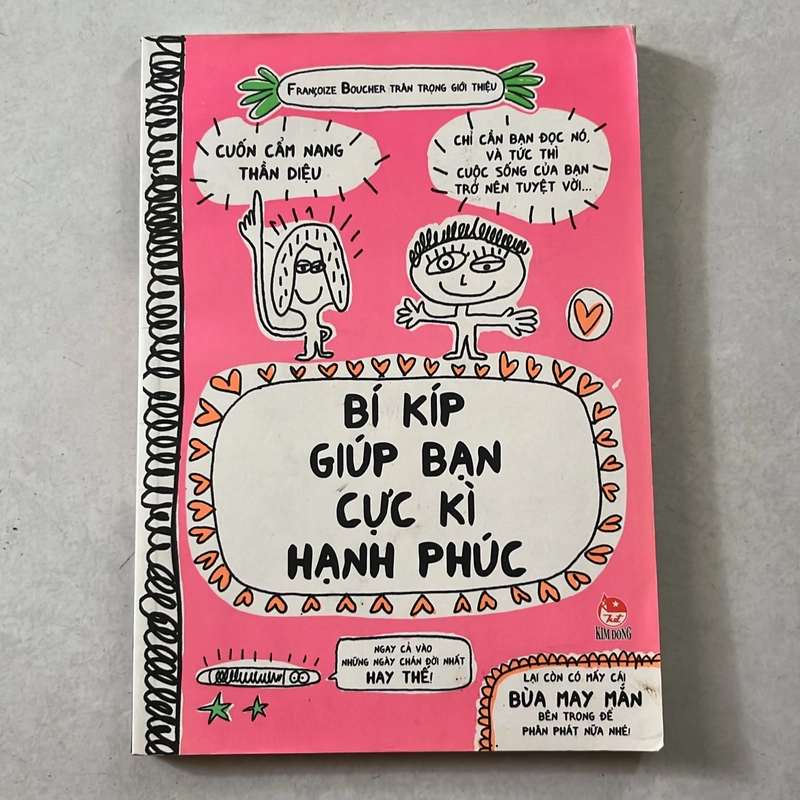 FRANÇOIZE BOUCHER TRÂN TRỌNG GIỚI THIỆU
CUỐN CẨM NANG
THẦN DIỆU
CHỈ CẦN BẠN ĐỌC NÓ,
VÀ TỨC THÌ
CUỘC SỐNG CỦA BẠN
TRỞ NÊN TUYỆT VỜI...
BÍ KÍP
GIÚP BẠN
CỰC KÌ
HẠNH PHÚC
KIM ĐỒNG
NGAY CẢ VÀO
NHỮNG NGÀY CHÁN ĐỜI NHẤT
HAY THẾ!
LẠI CÒN CÓ MẤY CÁI
BÙA MAY MẮN
BÊN TRONG ĐỂ
PHÂN PHÁT NỮA NHÉ!